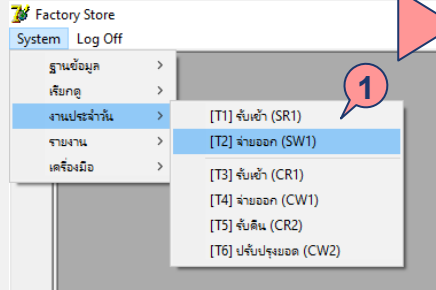 Factory Store
System Log Off
ฐานข้อมูล
เรียกดู
งานประจำวัน
รายงาน
เครื่องมือ
1
[T1] รับเข้า (SR1)
[T2] จ่ายออก (SW1)
[T3] รับเข้า (CR1)
[T4] จ่ายออก (CW1)
[T5] รับคืน (CR2)
[T6] ปรับปรุงยอด (CW2)